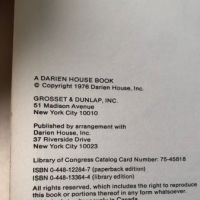 A DARIEN HOUSE BOOK
© Copyright 1976 Darien House, Inc.
GROSSET & DUNLAP, INC.
51 Madison Avenue
New York City 10010
Published by arrangement with
Darien House, Inc.
37 Riverside Drive
New York City 10023
Library of Congress Catalog Card Number: 75-45818
ISBN 0-448-12284-7 (paperback edition)
ISBN 0-448-13364-4 (library edition)
All rights reserved, which includes the right to reproduce
this book or portions thereof in any form whatsoever.
in Canada